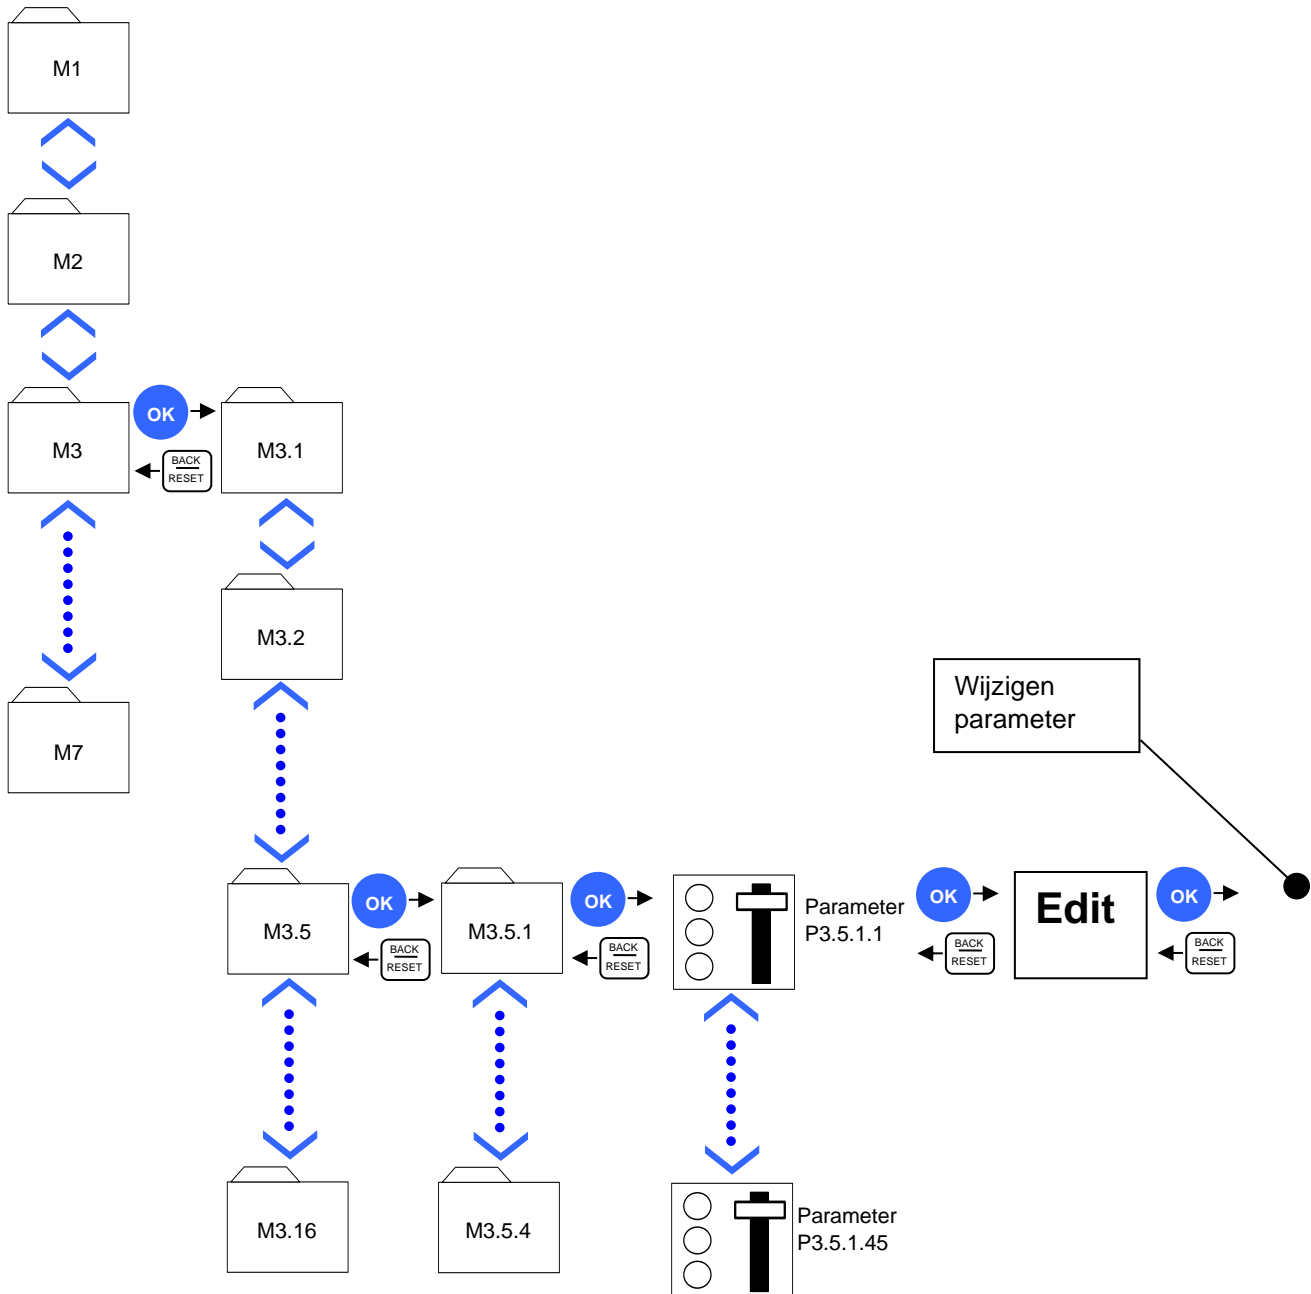 M1
M2
M3
OK
BACK
RESET
M3.1
M3.2
M7
Wijzigen
parameter
M3.5
OK
BACK
RESET
M3.5.1
OK
BACK
RESET
Parameter
P3.5.1.1
OK
BACK
RESET
Edit
OK
BACK
RESET
M3.16
M3.5.4
Parameter
P3.5.1.45